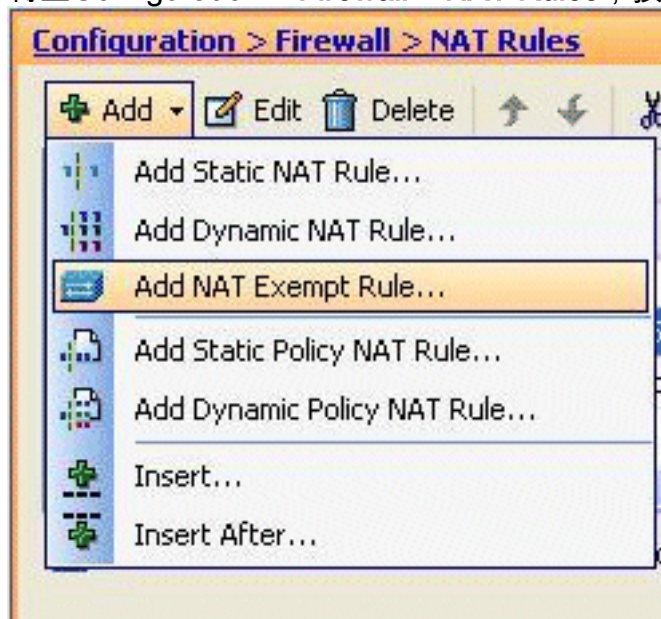 Configuration > Firewall > NAT Rules
Add Edit Delete
Add Static NAT Rule...
Add Dynamic NAT Rule...
Add NAT Exempt Rule...
Add Static Policy NAT Rule...
Add Dynamic Policy NAT Rule...
Insert...
Insert After...